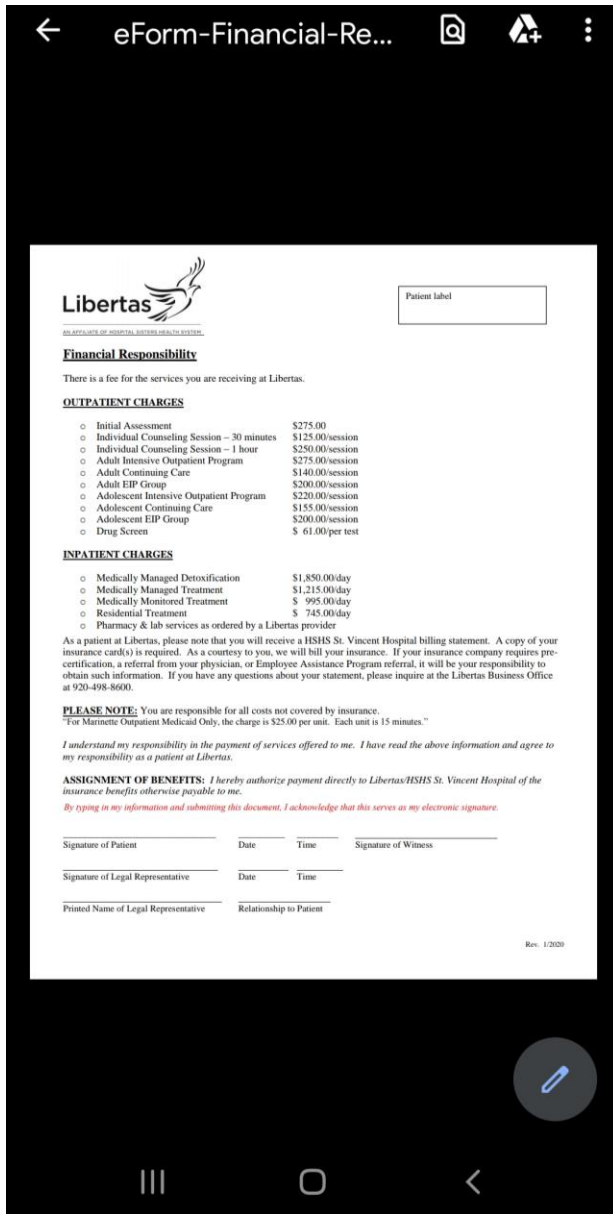 eForm-Financial-Re...
Libertas
AN AFFILIATE OF HOSPITAL SISTERS HEALTH SYSTEM
Patient label
Financial Responsibility
There is a fee for the services you are receiving at Libertas.
OUTPATIENT CHARGES
o Initial Assessment $275.00
o Individual Counseling Session – 30 minutes $125.00/session
o Individual Counseling Session – 1 hour $250.00/session
o Adult Intensive Outpatient Program $275.00/session
o Adult Continuing Care $140.00/session
o Adult EIP Group $200.00/session
o Adolescent Intensive Outpatient Program $220.00/session
o Adolescent Continuing Care $155.00/session
o Adolescent EIP Group $200.00/session
o Drug Screen $ 61.00/per test
INPATIENT CHARGES
o Medically Managed Detoxification $1,850.00/day
o Medically Managed Treatment $1,215.00/day
o Medically Monitored Treatment $ 995.00/day
o Residential Treatment $ 745.00/day
o Pharmacy & lab services as ordered by a Libertas provider
As a patient at Libertas, please note that you will receive a HSHS St. Vincent Hospital billing statement. A copy of your
insurance card(s) is required. As a courtesy to you, we will bill your insurance. If your insurance company requires pre-
certification, a referral from your physician, or Employee Assistance Program referral, it will be your responsibility to
obtain such information. If you have any questions about your statement, please inquire at the Libertas Business Office
at 920-498-8600.
PLEASE NOTE: You are responsible for all costs not covered by insurance.
"For Marinette Outpatient Medicaid Only, the charge is $25.00 per unit. Each unit is 15 minutes."
I understand my responsibility in the payment of services offered to me. I have read the above information and agree to
my responsibility as a patient at Libertas.
ASSIGNMENT OF BENEFITS: I hereby authorize payment directly to Libertas/HSHS St. Vincent Hospital of the
insurance benefits otherwise payable to me.
By typing in my information and submitting this document, I acknowledge that this serves as my electronic signature.
Signature of Patient Date Time Signature of Witness
Signature of Legal Representative Date Time
Printed Name of Legal Representative Relationship to Patient
Rev. 1/2020